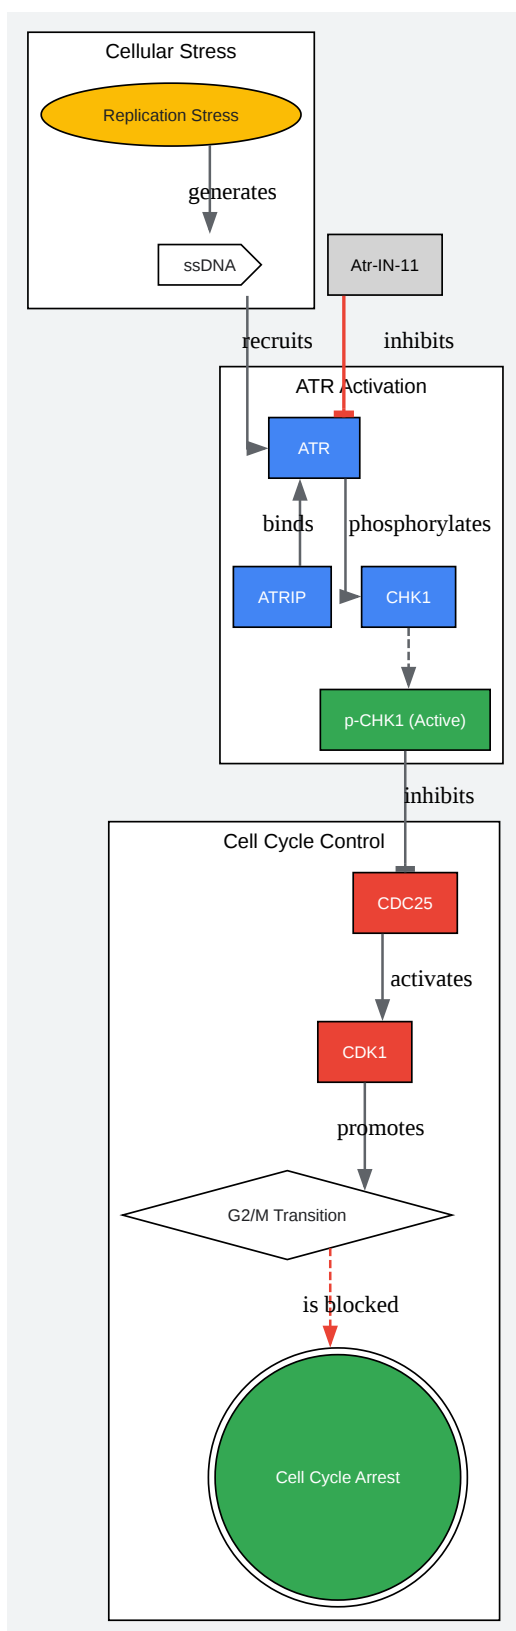 Cellular Stress
Replication Stress
generates
ssDNA
Atr-IN-11
recruits
inhibits
ATR Activation
ATR
binds
phosphorylates
ATRIP
CHK1
p-CHK1 (Active)
inhibits
Cell Cycle Control
CDC25
activates
CDK1
promotes
G2/M Transition
is blocked
Cell Cycle Arrest